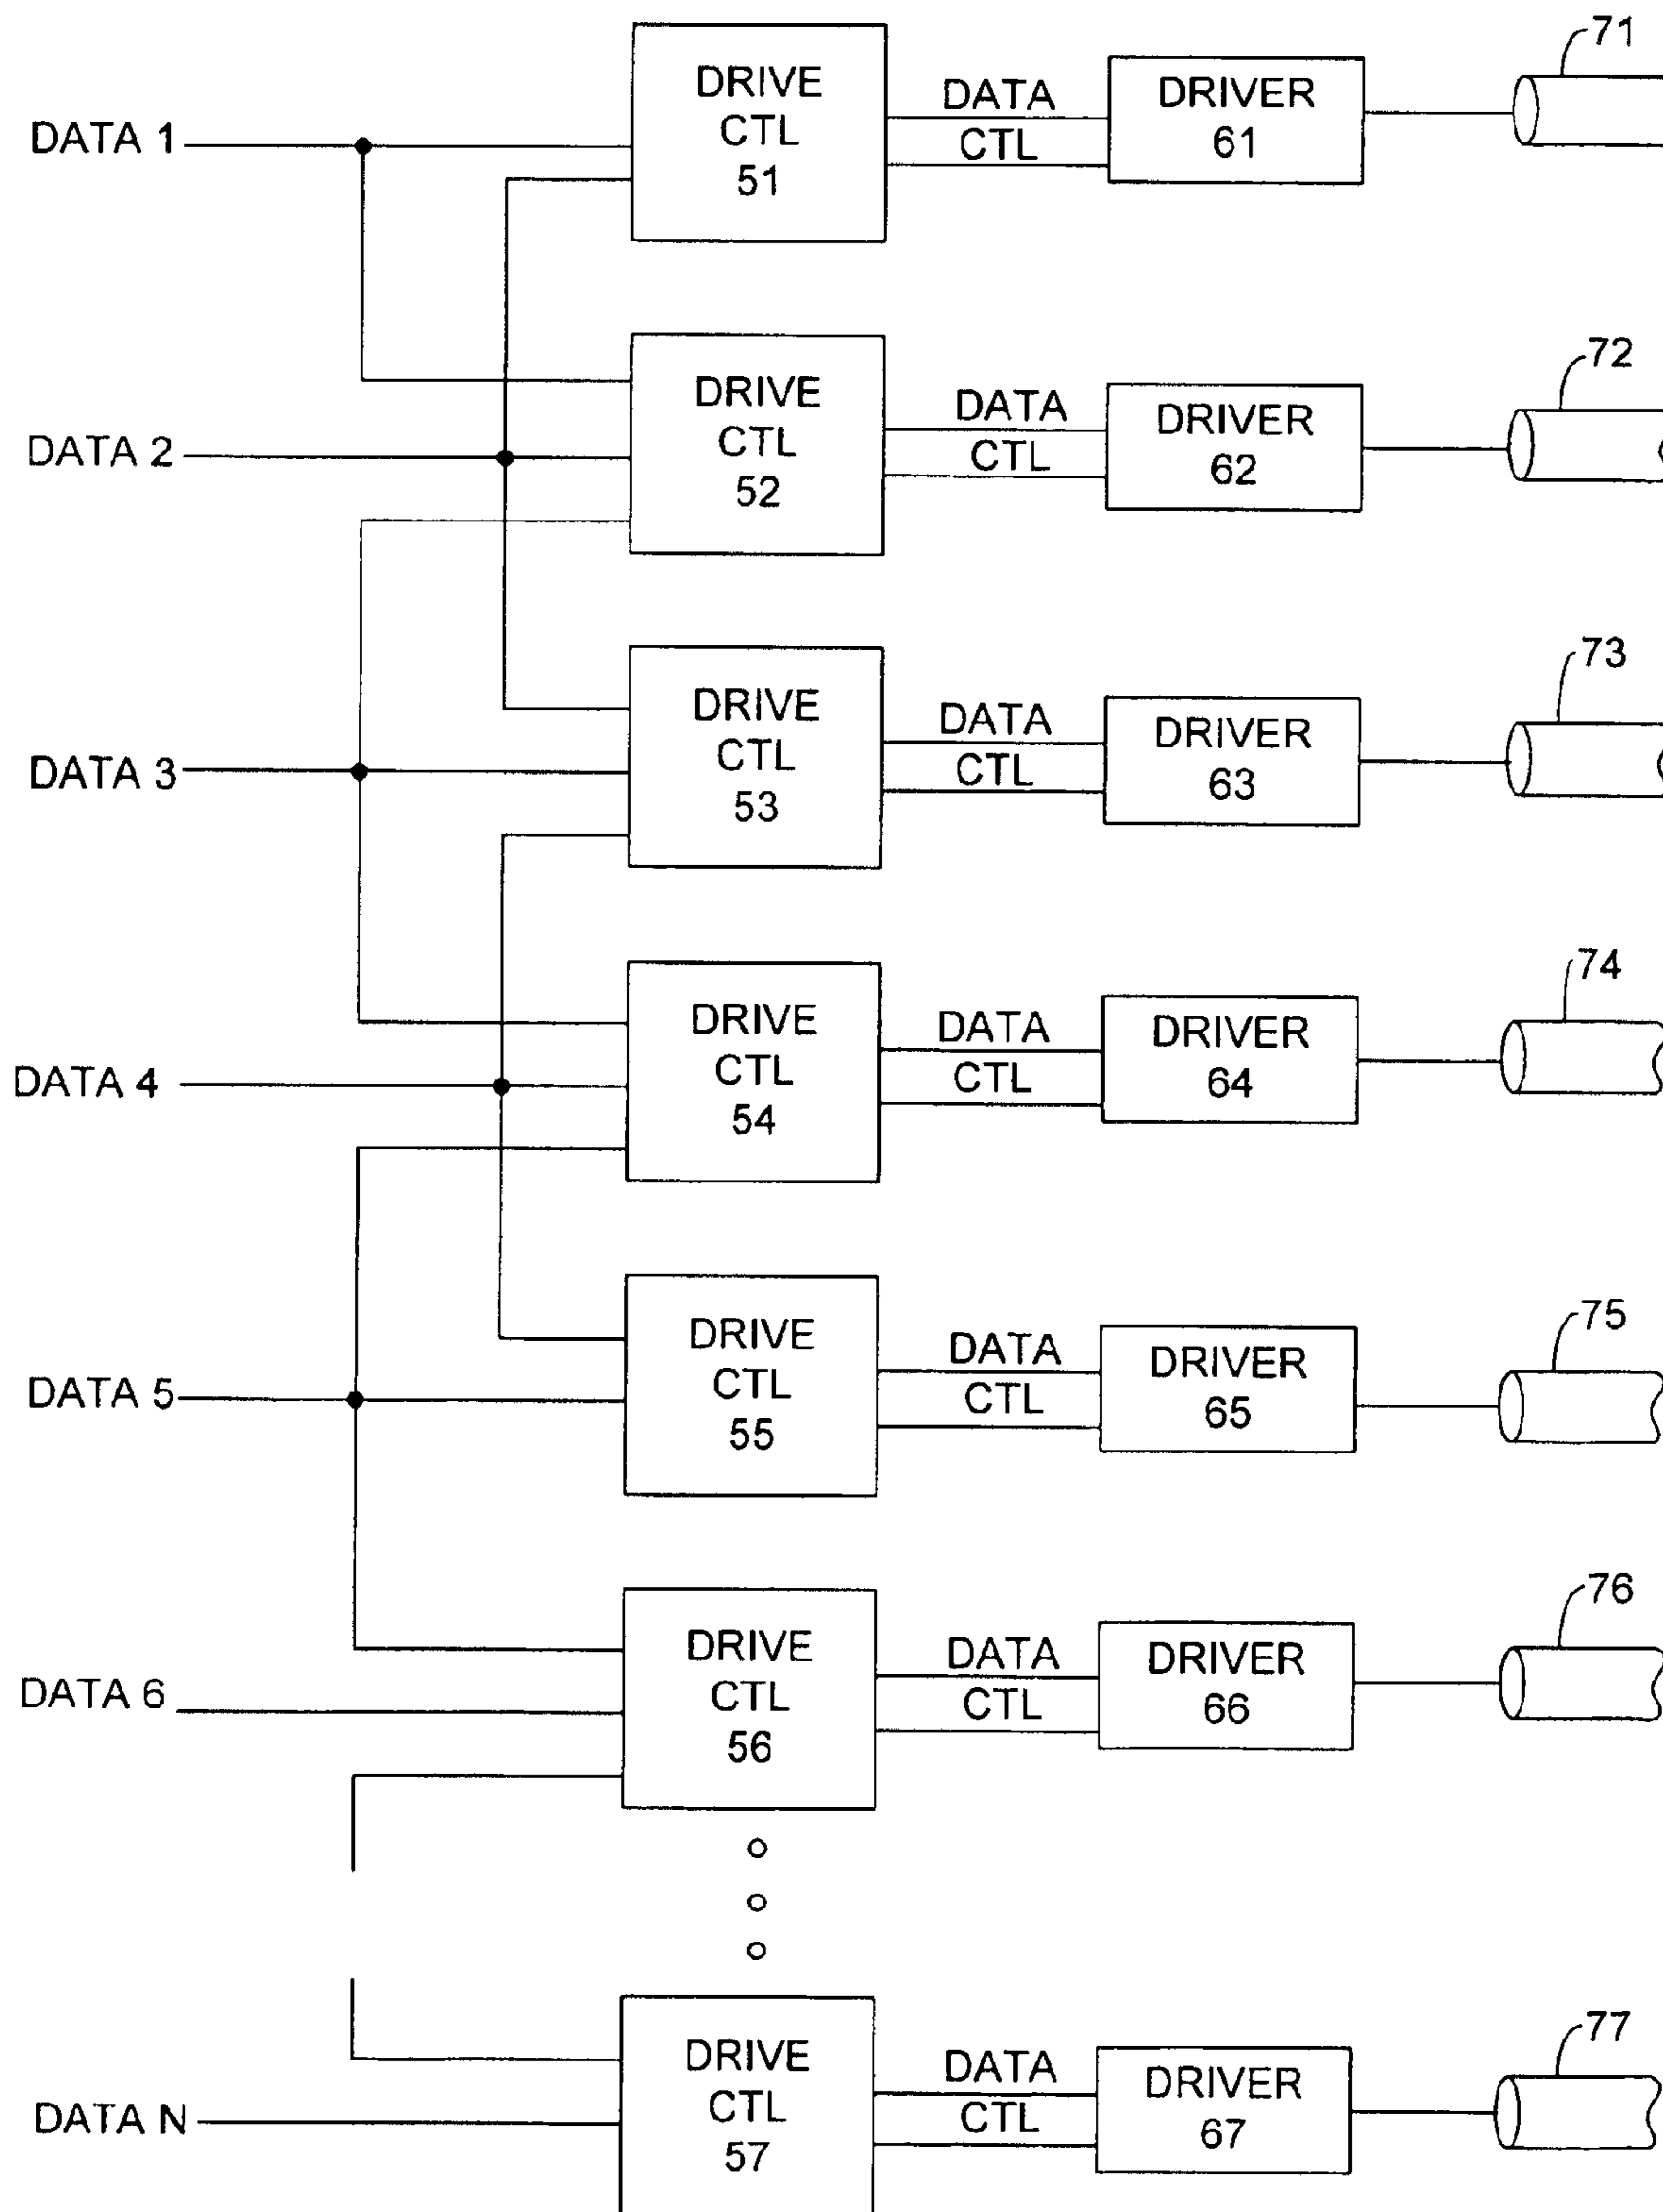 71
DRIVE
CTL
51
DATA
CTL
DRIVER
61
DATA 1
72
DRIVE
CTL
52
DATA
CTL
DRIVER
62
DATA 2
73
DRIVE
CTL
53
DATA
CTL
DRIVER
63
DATA 3
74
DRIVE
CTL
54
DATA
CTL
DRIVER
64
DATA 4
75
DRIVE
CTL
55
DATA
CTL
DRIVER
65
DATA 5
76
DRIVE
CTL
56
DATA
CTL
DRIVER
66
DATA 6
77
DRIVE
CTL
57
DATA
CTL
DRIVER
67
DATA N